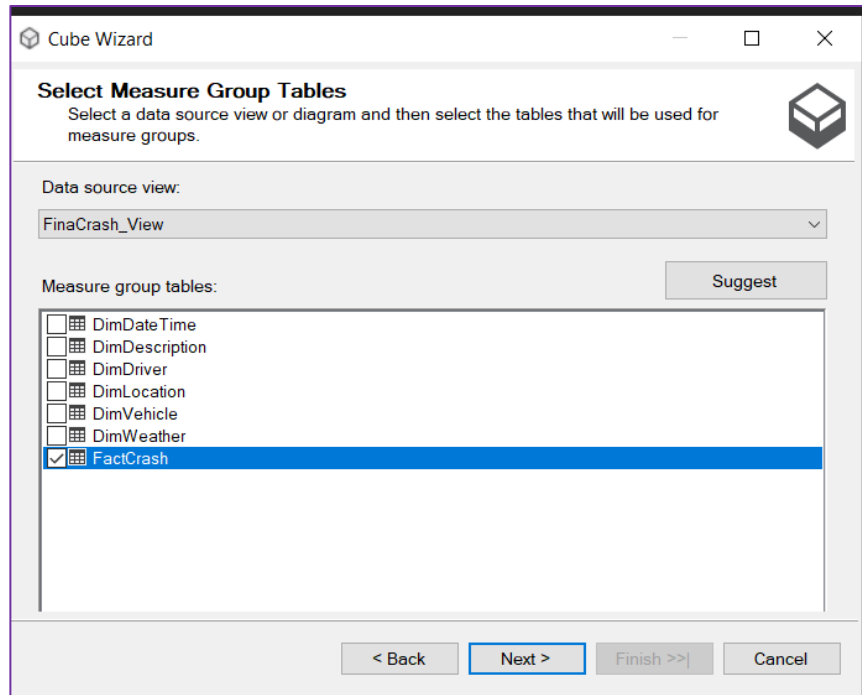 Cube Wizard
Select Measure Group Tables
Select a data source view or diagram and then select the tables that will be used for
measure groups.
Data source view:
FinaCrash_View
Measure group tables:
Suggest
DimDateTime
DimDescription
DimDriver
DimLocation
DimVehicle
DimWeather
FactCrash
< Back
Next >
Finish >>|
Cancel